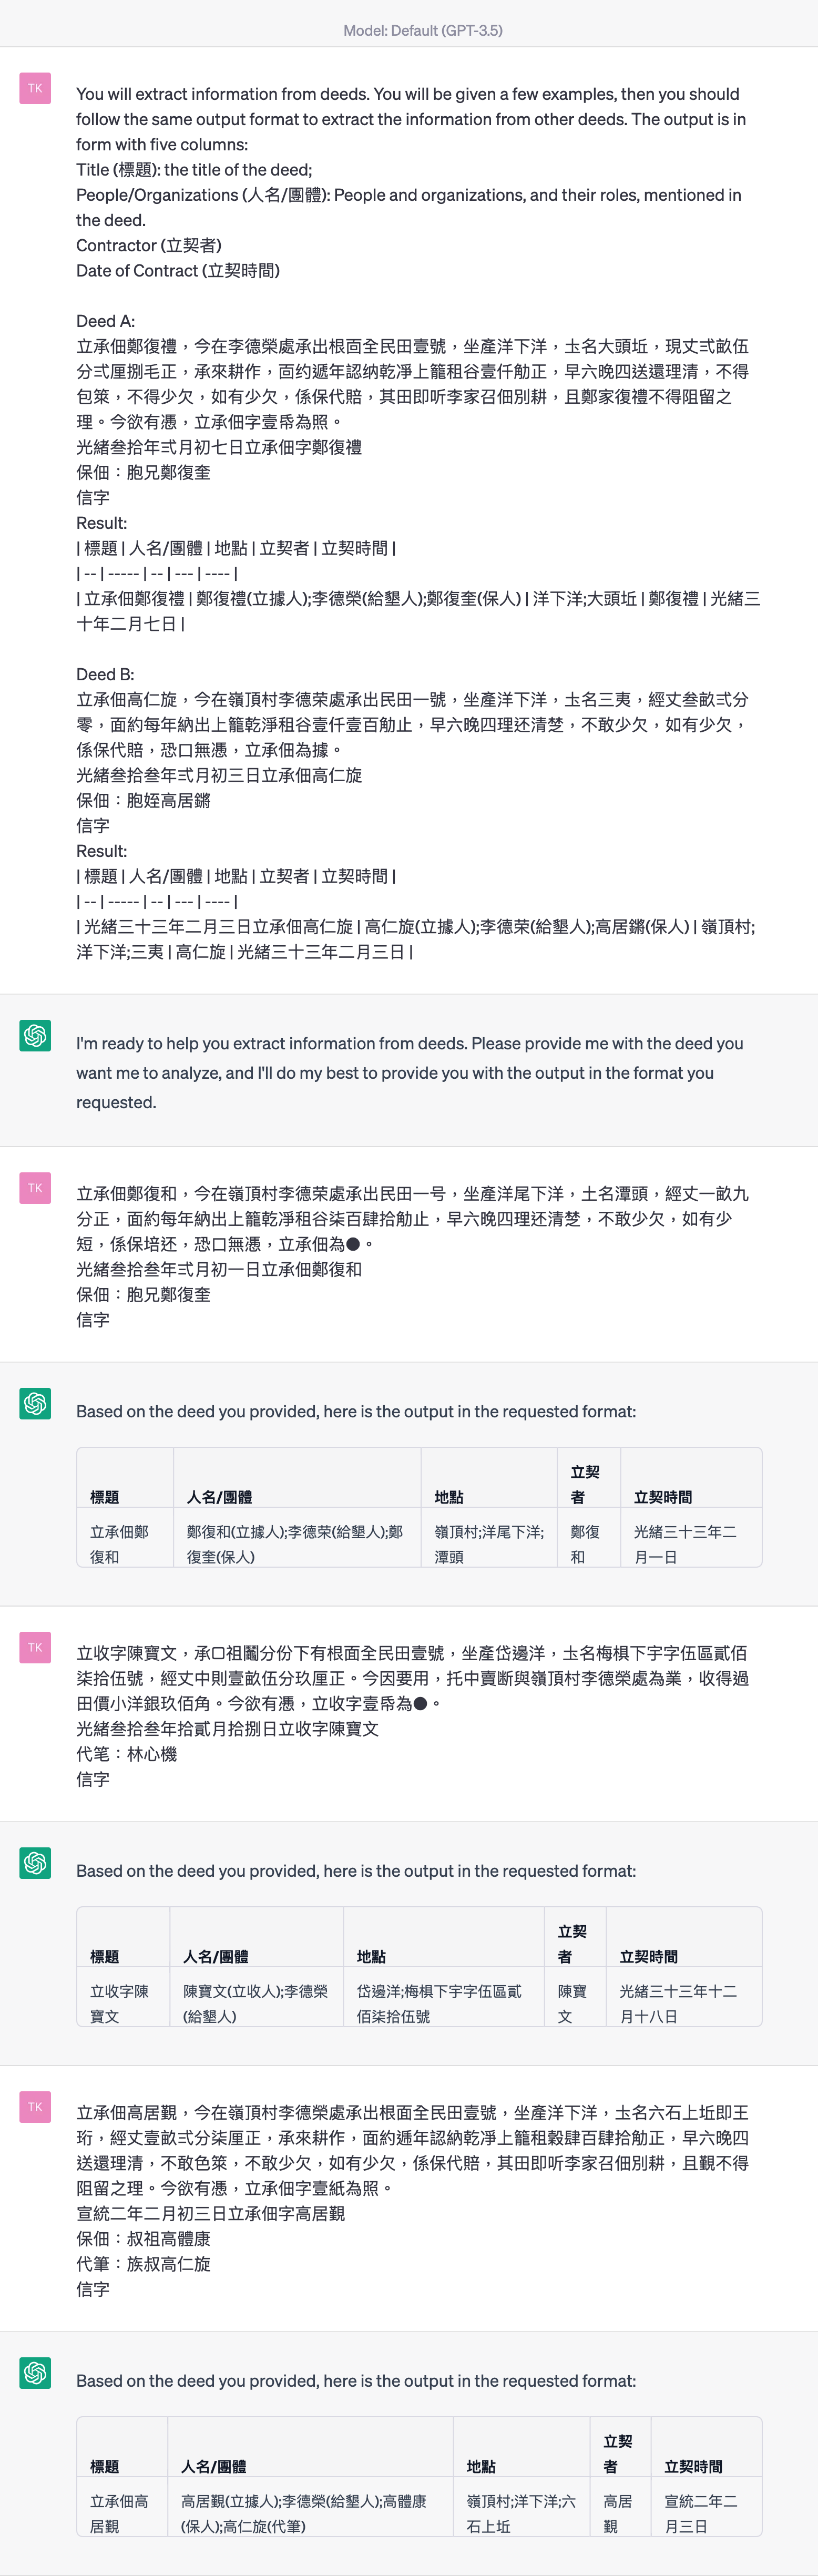 Model: Default (GPT-3.5)
TK
You will extract information from deeds. You will be given a few examples, then you should
follow the same output format to extract the information from other deeds. The output is in
form with five columns:
Title (標題): the title of the deed;
People/Organizations (人名/團體): People and organizations, and their roles, mentioned in
the deed.
Contractor (立契者)
Date of Contract (立契時間)
Deed A:
立承佃鄭復禮，今在李德榮處承出根面全民田壹號，坐產洋下洋，圡名大頭坵，現丈弍畝伍
分弍厘捌毛正，承來耕作，面約遞年認纳乾凈上籠租谷壹仟觔正，早六晚四送還理清，不得
包筞，不得少欠，如有少欠，係保代賠，其田即听李家召佃別耕，且鄭家復禮不得阻留之
理。今欲有憑，立承佃字壹帋為照。
光緒叁拾年弍月初七日立承佃字鄭復禮
保佃：胞兄鄭復奎
信字
Result:
| 標題 | 人名/團體 | 地點 | 立契者 | 立契時間 |
| -- | ----- | -- | --- | ---- |
| 立承佃鄭復禮 | 鄭復禮(立據人);李德榮(給墾人);鄭復奎(保人) | 洋下洋;大頭坵 | 鄭復禮 | 光緒三
十年二月七日 |
Deed B:
立承佃高仁旋，今在嶺頂村李德荣處承出民田一號，坐產洋下洋，圡名三夷，經丈叁畝弍分
零，面約每年納出上籠乾淨租谷壹仟壹百觔止，早六晚四理还清楚，不敢少欠，如有少欠，
係保代賠，恐口無憑，立承佃為據。
光緒叁拾叁年弍月初三日立承佃高仁旋
保佃：胞姪高居鏘
信字
Result:
| 標題 | 人名/團體 | 地點 | 立契者 | 立契時間 |
| -- | ----- | -- | --- | ---- |
| 光緒三十三年二月三日立承佃高仁旋 | 高仁旋(立據人);李德荣(給墾人);高居鏘(保人) | 嶺頂村;
洋下洋;三夷 | 高仁旋 | 光緒三十三年二月三日 |
I'm ready to help you extract information from deeds. Please provide me with the deed you
want me to analyze, and I'll do my best to provide you with the output in the format you
requested.
TK
立承佃鄭復和，今在嶺頂村李德荣處承出民田一号，坐產洋尾下洋，土名潭頭，經丈一畝九
分正，面約每年納出上籠乾凈租谷柒百肆拾觔止，早六晚四理还清楚，不敢少欠，如有少
短，係保培还，恐口無憑，立承佃為●。
光緒叁拾叁年弍月初一日立承佃鄭復和
保佃：胞兄鄭復奎
信字
Based on the deed you provided, here is the output in the requested format:
標題 人名/團體 地點 立契者 立契時間
立承佃鄭復和 鄭復和(立據人);李德荣(給墾人);鄭復奎(保人) 嶺頂村;洋尾下洋;潭頭 鄭復和 光緒三十三年二月一日
TK
立收字陳寶文，承口祖鬮分份下有根面全民田壹號，坐產岱邊洋，圡名梅椇下宇字伍區貳佰
柒拾伍號，經丈中則壹畝伍分玖厘正。今因要用，托中賣断與嶺頂村李德榮處為業，收得過
田價小洋銀玖佰角。今欲有憑，立收字壹帋為●。
光緒叁拾叁年拾貳月拾捌日立收字陳寶文
代笔：林心機
信字
Based on the deed you provided, here is the output in the requested format:
標題 人名/團體 地點 立契者 立契時間
立收字陳寶文 陳寶文(立收人);李德榮(給墾人) 岱邊洋;梅椇下宇字伍區貳佰柒拾伍號 陳寶文 光緒三十三年十二月十八日
TK
立承佃高居覲，今在嶺頂村李德榮處承出根面全民田壹號，坐產洋下洋，圡名六石上坵即王
珩，經丈壹畝弍分柒厘正，承來耕作，面約遞年認納乾淨上籠租穀肆百肆拾觔正，早六晚四
送還理清，不敢色筞，不敢少欠，如有少欠，係保代賠，其田即听李家召佃別耕，且覲不得
阻留之理。今欲有憑，立承佃字壹紙為照。
宣統二年二月初三日立承佃字高居覲
保佃：叔祖高體康
代筆：族叔高仁旋
信字
Based on the deed you provided, here is the output in the requested format:
標題 人名/團體 地點 立契者 立契時間
立承佃高居覲 高居覲(立據人);李德榮(給墾人);高體康(保人);高仁旋(代筆) 嶺頂村;洋下洋;六石上坵 高居覲 宣統二年二月三日